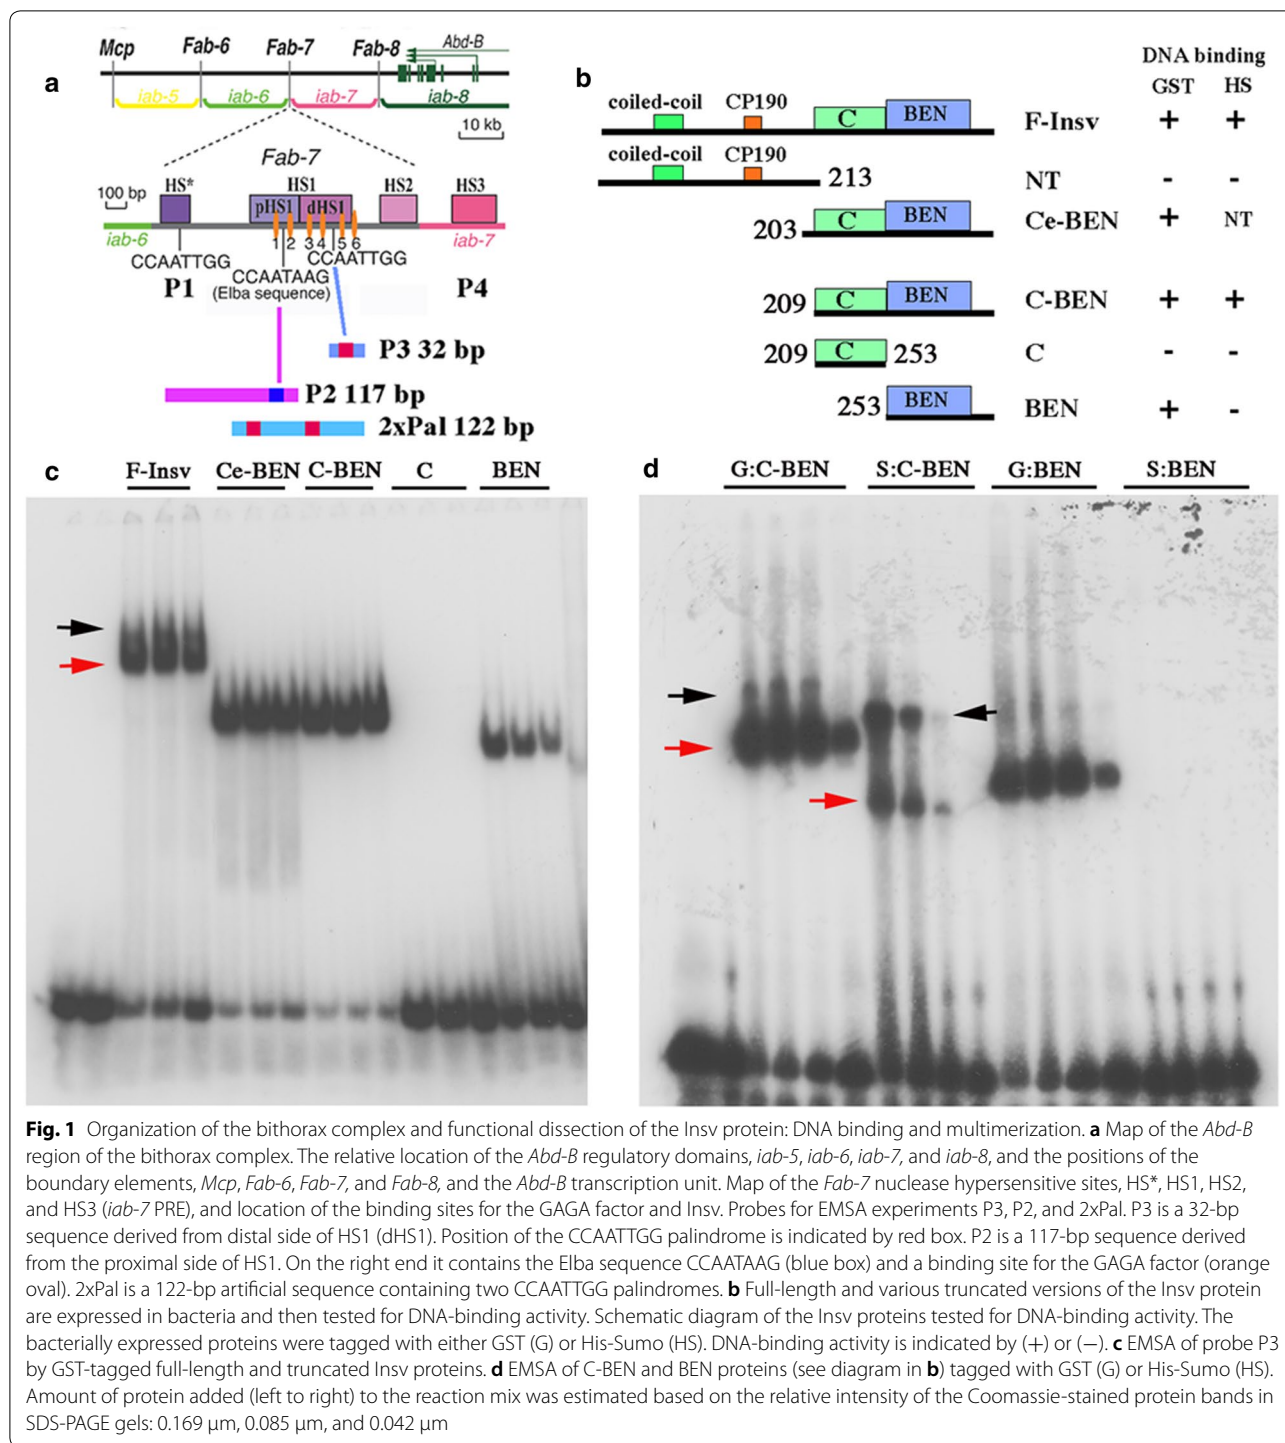 a
Mcp Fab-6 Fab-7 Fab-8 Abd-B
iab-5 iab-6 iab-7 iab-8
10 kb
Fab-7
100 bp HS* HS1 HS2 HS3
pHS1 dHS1
iab-6 1 2 3 4 5 6 iab-7
CCAATTGG CCAATTGG
CCAATAAG
(Elba sequence)
P1 P4
P3 32 bp
P2 117 bp
2xPal 122 bp
b
DNA binding
GST HS
coiled-coil CP190 C BEN F-Insv + +
coiled-coil CP190 213 NT - -
203 C BEN Ce-BEN + NT
209 C BEN C-BEN + +
209 C 253 C - -
253 BEN BEN + -
c
F-Insv Ce-BEN C-BEN C BEN
d
G:C-BEN S:C-BEN G:BEN S:BEN
Fig. 1 Organization of the bithorax complex and functional dissection of the Insv protein: DNA binding and multimerization. a Map of the Abd-B
region of the bithorax complex. The relative location of the Abd-B regulatory domains, iab-5, iab-6, iab-7, and iab-8, and the positions of the
boundary elements, Mcp, Fab-6, Fab-7, and Fab-8, and the Abd-B transcription unit. Map of the Fab-7 nuclease hypersensitive sites, HS*, HS1, HS2,
and HS3 (iab-7 PRE), and location of the binding sites for the GAGA factor and Insv. Probes for EMSA experiments P3, P2, and 2xPal. P3 is a 32-bp
sequence derived from distal side of HS1 (dHS1). Position of the CCAATTGG palindrome is indicated by red box. P2 is a 117-bp sequence derived
from the proximal side of HS1. On the right end it contains the Elba sequence CCAATAAG (blue box) and a binding site for the GAGA factor (orange
oval). 2xPal is a 122-bp artificial sequence containing two CCAATTGG palindromes. b Full-length and various truncated versions of the Insv protein
are expressed in bacteria and then tested for DNA-binding activity. Schematic diagram of the Insv proteins tested for DNA-binding activity. The
bacterially expressed proteins were tagged with either GST (G) or His-Sumo (HS). DNA-binding activity is indicated by (+) or (−). c EMSA of probe P3
by GST-tagged full-length and truncated Insv proteins. d EMSA of C-BEN and BEN proteins (see diagram in b) tagged with GST (G) or His-Sumo (HS).
Amount of protein added (left to right) to the reaction mix was estimated based on the relative intensity of the Coomassie-stained protein bands in
SDS-PAGE gels: 0.169 μm, 0.085 μm, and 0.042 μm